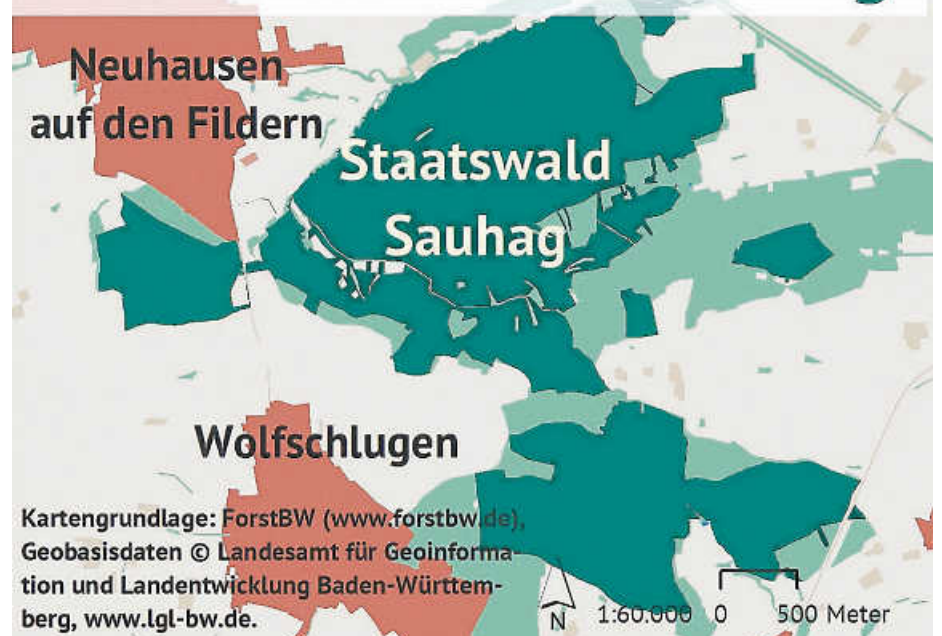 Neuhausen
auf den Fildern
Staatswald
Sauhag
Wolfschlugen
Kartengrundlage: ForstBW (www.forstbw.de),
Geobasisdaten © Landesamt für Geoinforma-
tion und Landentwicklung Baden-Württem-
berg, www.lgl-bw.de.
N 1:60.000 0 500 Meter